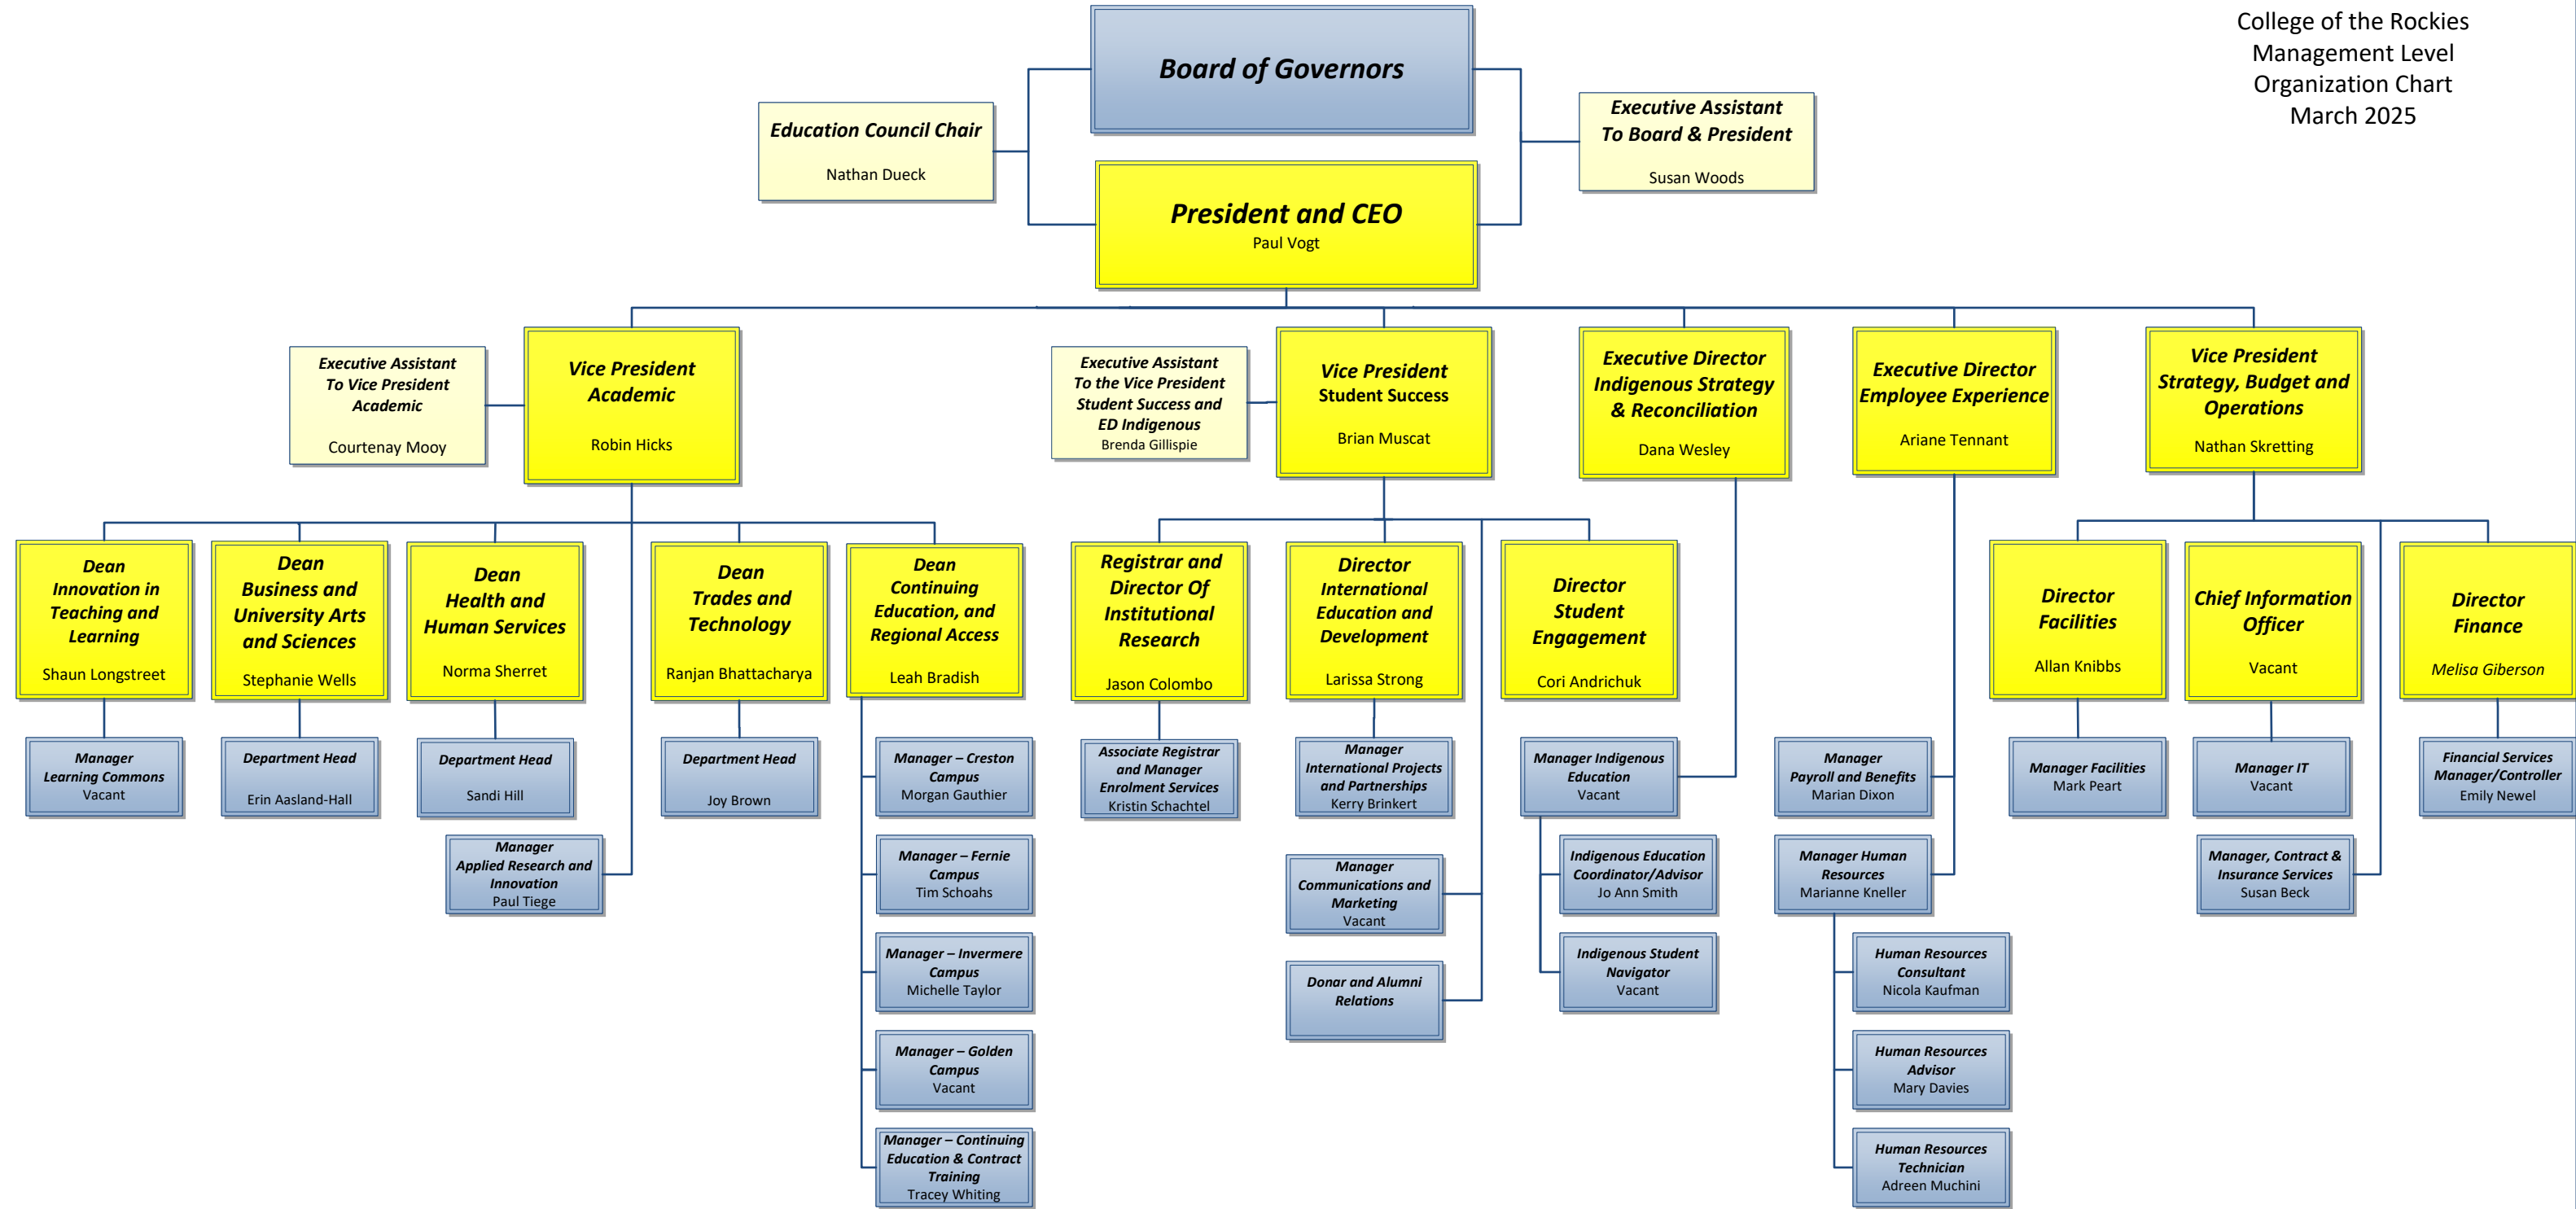 College of the Rockies
Management Level
Organization Chart
March 2025
Board of Governors
Education Council Chair
Nathan Dueck
Executive Assistant
To Board & President
Susan Woods
President and CEO
Paul Vogt
Executive Assistant
To Vice President
Academic
Courtenay Mooy
Vice President
Academic
Robin Hicks
Executive Assistant
To the Vice President
Student Success and
ED Indigenous
Brenda Gillispie
Vice President
Student Success
Brian Muscat
Executive Director
Indigenous Strategy
& Reconciliation
Dana Wesley
Executive Director
Employee Experience
Ariane Tennant
Vice President
Strategy, Budget and
Operations
Nathan Skretting
Dean
Innovation in
Teaching and
Learning
Shaun Longstreet
Dean
Business and
University Arts
and Sciences
Stephanie Wells
Dean
Health and
Human Services
Norma Sherret
Dean
Trades and
Technology
Ranjan Bhattacharya
Dean
Continuing
Education, and
Regional Access
Leah Bradish
Registrar and
Director Of
Institutional
Research
Jason Colombo
Director
International
Education and
Development
Larissa Strong
Director
Student
Engagement
Cori Andrichuk
Director
Facilities
Allan Knibbs
Chief Information
Officer
Vacant
Director
Finance
Melisa Giberson
Manager
Learning Commons
Vacant
Department Head
Erin Aasland-Hall
Department Head
Sandi Hill
Department Head
Joy Brown
Manager – Creston
Campus
Morgan Gauthier
Associate Registrar
and Manager
Enrolment Services
Kristin Schachtel
Manager
International Projects
and Partnerships
Kerry Brinkert
Manager Indigenous
Education
Vacant
Manager
Payroll and Benefits
Marian Dixon
Manager Facilities
Mark Peart
Manager IT
Vacant
Financial Services
Manager/Controller
Emily Newel
Manager
Applied Research and
Innovation
Paul Tiege
Manager – Fernie
Campus
Tim Schoahs
Manager
Communications and
Marketing
Vacant
Indigenous Education
Coordinator/Advisor
Jo Ann Smith
Manager Human
Resources
Marianne Kneller
Manager, Contract &
Insurance Services
Susan Beck
Manager – Invermere
Campus
Michelle Taylor
Donar and Alumni
Relations
Indigenous Student
Navigator
Vacant
Human Resources
Consultant
Nicola Kaufman
Manager – Golden
Campus
Vacant
Human Resources
Advisor
Mary Davies
Manager – Continuing
Education & Contract
Training
Tracey Whiting
Human Resources
Technician
Adreen Muchini